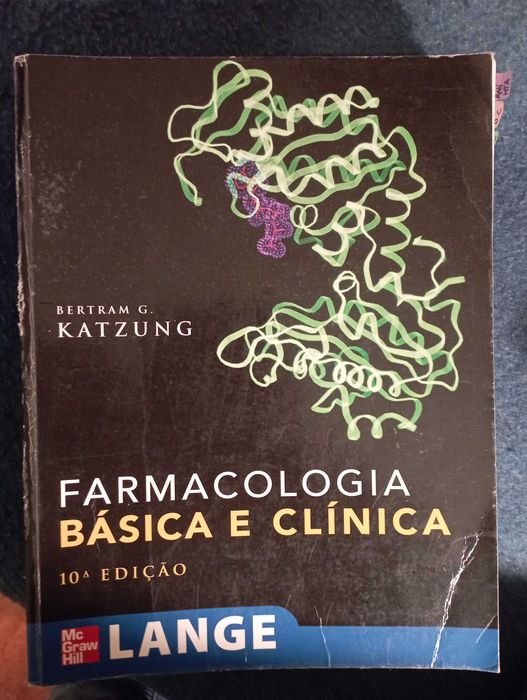 BERTRAM G.
KATZUNG
FARMACOLOGIA
BÁSICA E CLÍNICA
10ª EDIÇÃO
Mc
Graw
Hill
LANGE